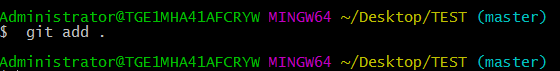 Administrator@TGE1MHA41AFCRYW MINGW64 ~/Desktop/TEST (master)
$  git add .
Administrator@TGE1MHA41AFCRYW MINGW64 ~/Desktop/TEST (master)